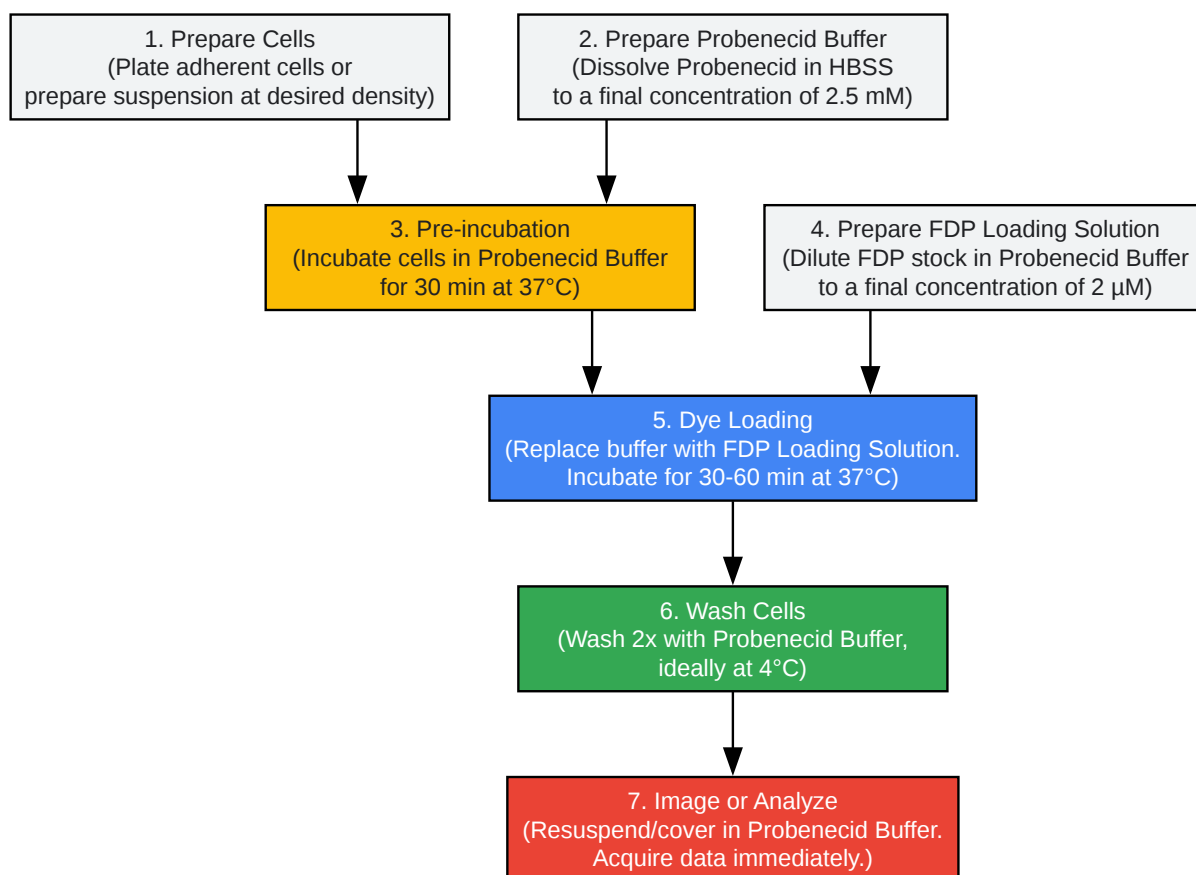 1. Prepare Cells
(Plate adherent cells or
prepare suspension at desired density)
2. Prepare Probenecid Buffer
(Dissolve Probenecid in HBSS
to a final concentration of 2.5 mM)
3. Pre-incubation
(Incubate cells in Probenecid Buffer
for 30 min at 37°C)
4. Prepare FDP Loading Solution
(Dilute FDP stock in Probenecid Buffer
to a final concentration of 2 µM)
5. Dye Loading
(Replace buffer with FDP Loading Solution.
Incubate for 30-60 min at 37°C)
6. Wash Cells
(Wash 2x with Probenecid Buffer,
ideally at 4°C)
7. Image or Analyze
(Resuspend/cover in Probenecid Buffer.
Acquire data immediately.)